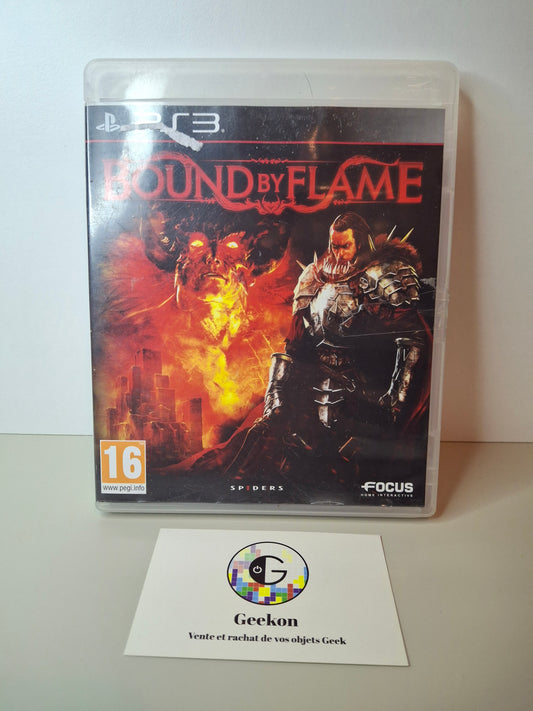 PS3
BOUND BY FLAME
16
www.pegi.info
SPIDERS
FOCUS
HOME INTERACTIVE
G
Geekon
Vente et rachat de vos objets Geek